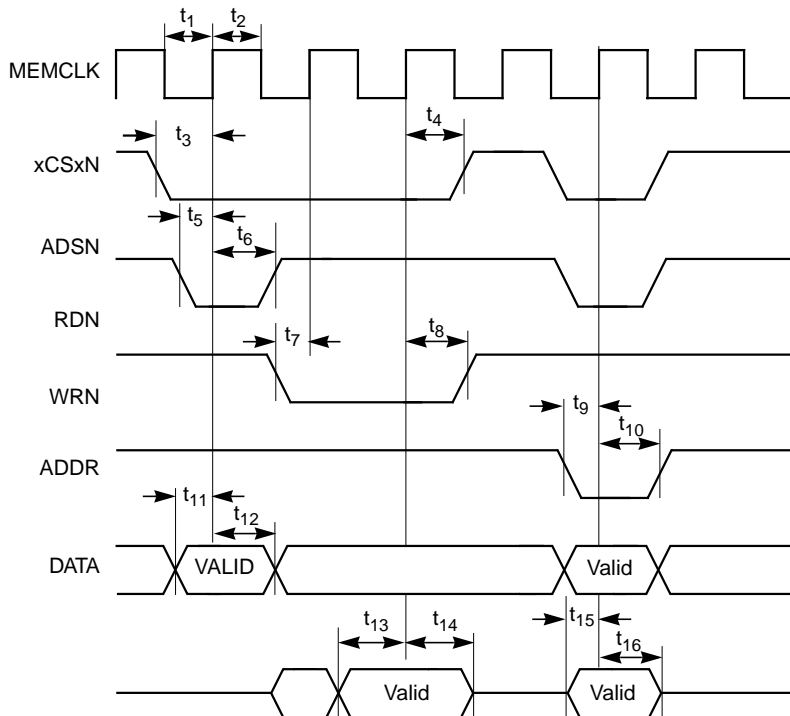 t1 t2
MEMCLK
t3 t4
xCSxN
t5 t6
ADSN
RDN
t7 t8
WRN
t9 t10
ADDR
t11 t12
DATA VALID Valid
t13 t14 t15 t16
Valid Valid